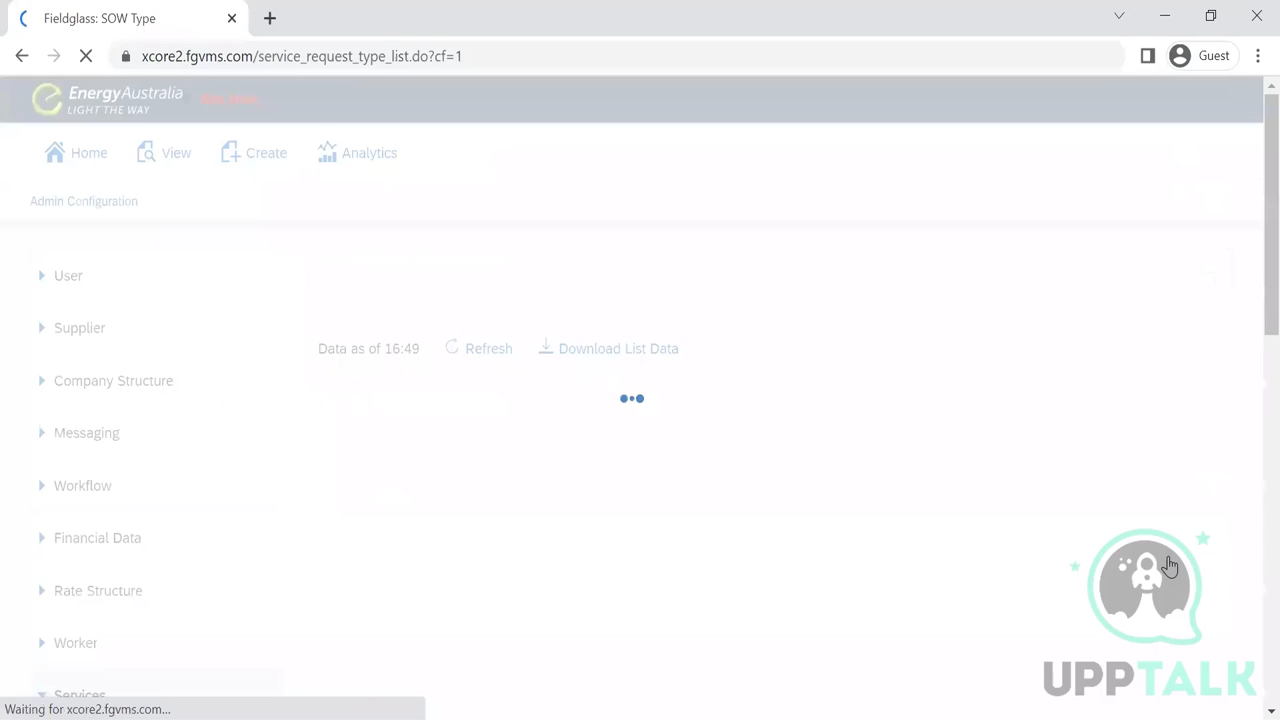 Fieldglass: SOW Type
xcore2.fgvms.com/service_request_type_list.do?cf=1
Guest
EnergyAustralia
LIGHT THE WAY
Home
View
Create
Analytics
Admin Configuration
User
Supplier
Company Structure
Messaging
Workflow
Financial Data
Rate Structure
Worker
Services
Data as of 16:49
Refresh
Download List Data
UPPTALK
Waiting for xcore2.fgvms.com...